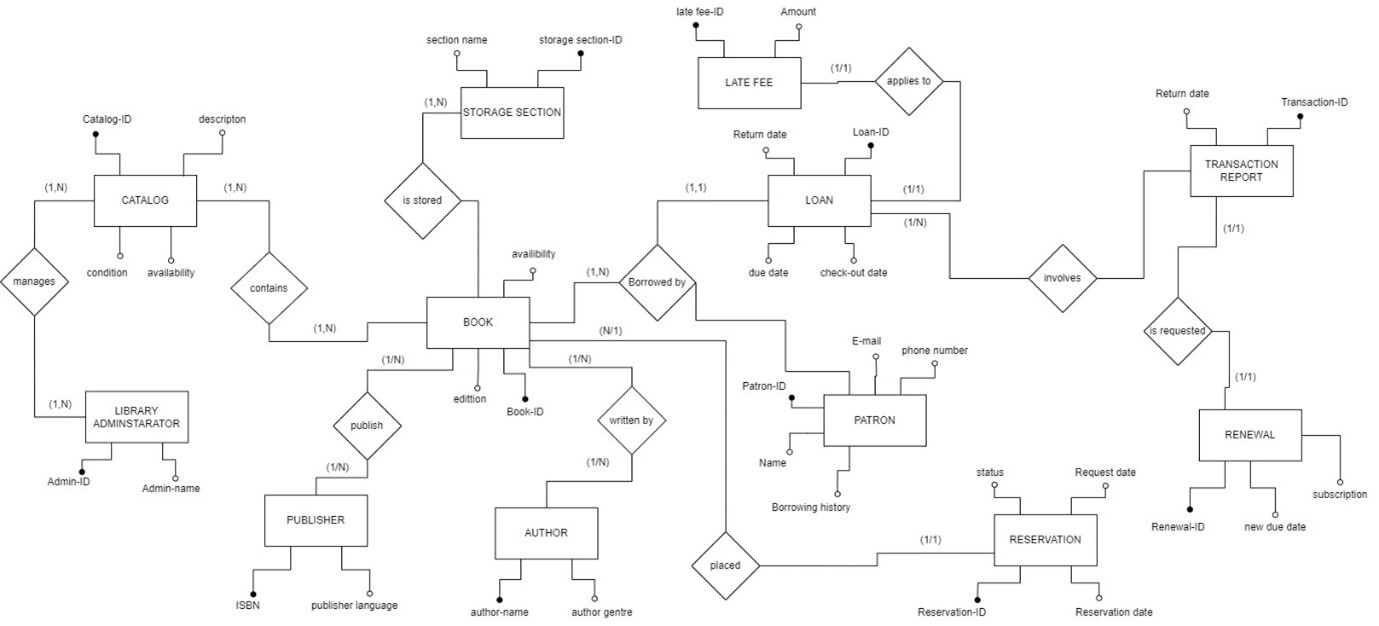 late fee-ID
Amount
LATE FEE
(1/1)
applies to
section name
storage section-ID
(1,N)
STORAGE SECTION
is stored
Return date
Transaction-ID
TRANSACTION
REPORT
(1/1)
Catalog-ID
descripton
(1,N)
CATALOG
(1,N)
condition
availability
manages
contains
(1,N)
Return date
Loan-ID
(1,1)
LOAN
(1/1)
(1/N)
due date
check-out date
involves
availibility
(1,N)
Borrowed by
BOOK
(N/1)
(1/N)
edittion
Book-ID
(1/N)
is requested
(1/1)
E-mail
phone number
Patron-ID
PATRON
Name
Borrowing history
(1,N)
LIBRARY
ADMINSTARATOR
Admin-ID
Admin-name
publish
(1/N)
written by
(1/N)
RENEWAL
subscription
Renewal-ID
new due date
PUBLISHER
ISBN
publisher language
AUTHOR
author-name
author gentre
placed
(1/1)
status
Request date
RESERVATION
Reservation-ID
Reservation date